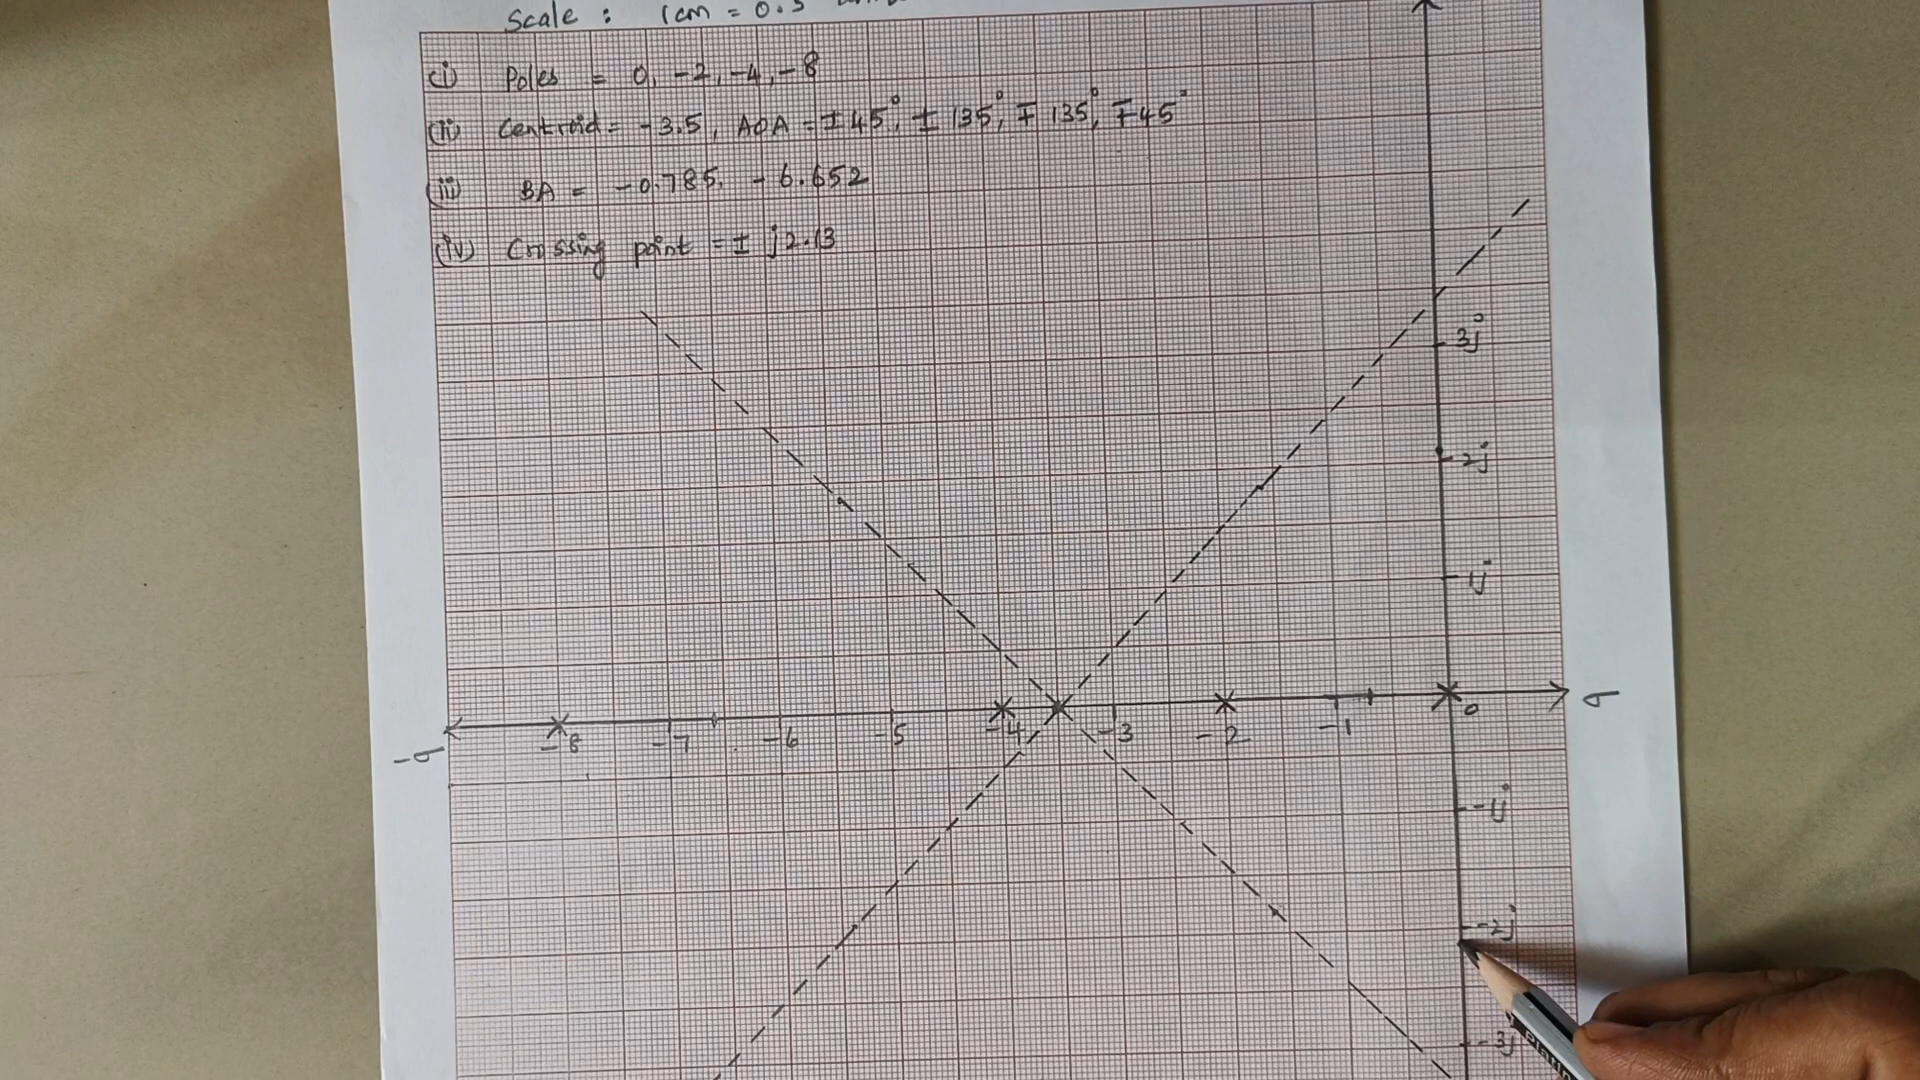 Scale : 1cm = 0.5
(i) Poles = 0, -2, -4, -8
(ii) Centroid = -3.5, AOA = ±45°, ±135°, ∓135°, ∓45°
(iii) BA = -0.785, -6.652
(iv) Crossing point = ± j2.13
3j
2j
1j
-σ -8 -7 -6 -5 -4 -3 -2 -1 0 σ
-1j
-2j
-3j